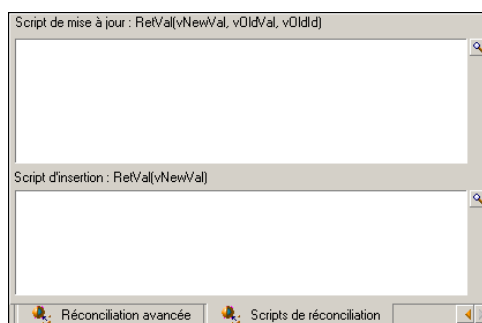 Script de mise à jour : RetVal(vNewVal, vOldVal, vOldId)
Script d'insertion : RetVal(vNewVal)
Réconciliation avancée Scripts de réconciliation